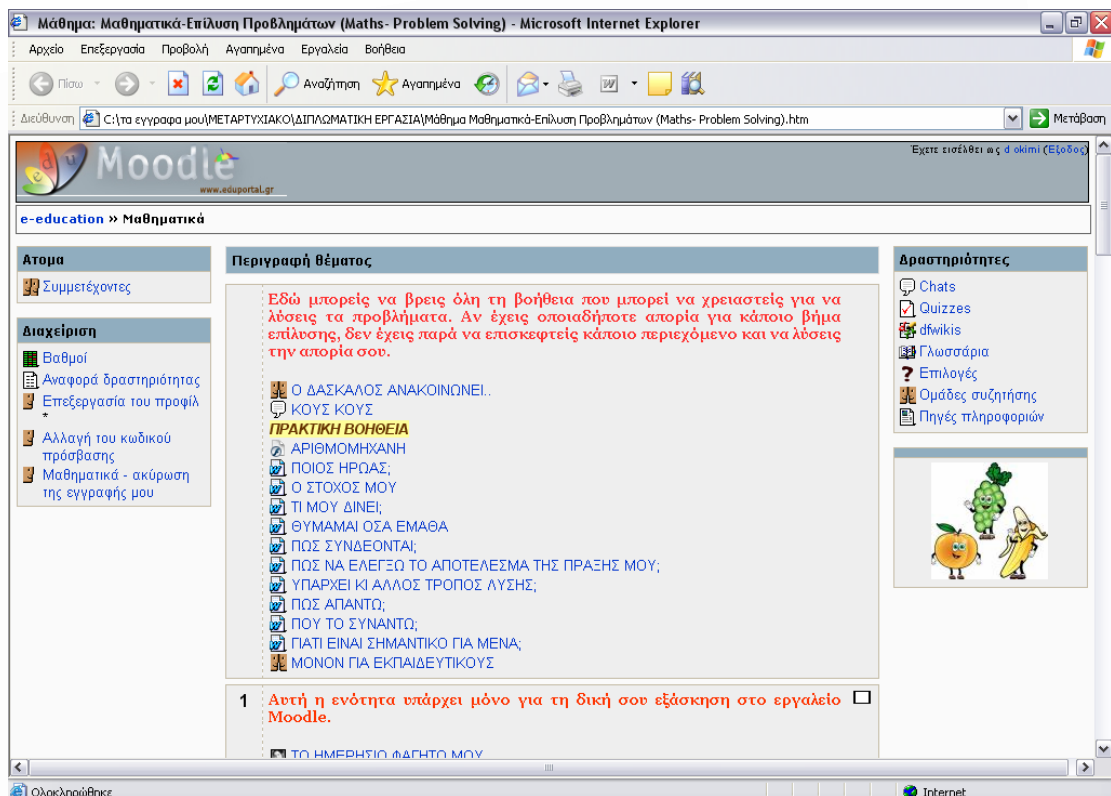 Μάθημα: Μαθηματικά-Επίλυση Προβλημάτων (Maths- Problem Solving) - Microsoft Internet Explorer
Αρχείο Επεξεργασία Προβολή Αγαπημένα Εργαλεία Βοήθεια
Πίσω Αναζήτηση Αγαπημένα
Διεύθυνση C:\τα εγγραφα μου\ΜΕΤΑΡΤΥΧΙΑΚΟ\ΔΙΠΛΩΜΑΤΙΚΗ ΕΡΓΑΣΙΑ\Μάθημα Μαθηματικά-Επίλυση Προβλημάτων (Maths- Problem Solving).htm Μετάβαση
edu Moodle
www.eduportal.gr
Έχετε εισέλθει ως d okimi (Έξοδος)
e-education » Μαθηματικά
Ατομα
Συμμετέχοντες
Διαχείριση
Βαθμοί
Αναφορά δραστηριότητας
Επεξεργασία του προφίλ
*
Αλλαγή του κωδικού
πρόσβασης
Μαθηματικά - ακύρωση
της εγγραφής μου
Περιγραφή θέματος
Εδώ μπορείς να βρεις όλη τη βοήθεια που μπορεί να χρειαστείς για να
λύσεις τα προβλήματα. Αν έχεις οποιαδήποτε απορία για κάποιο βήμα
επίλυσης, δεν έχεις παρά να επισκεφτείς κάποιο περιεχόμενο και να λύσεις
την απορία σου.
Ο ΔΑΣΚΑΛΟΣ ΑΝΑΚΟΙΝΩΝΕΙ..
ΚΟΥΣ ΚΟΥΣ
ΠΡΑΚΤΙΚΗ ΒΟΗΘΕΙΑ
ΑΡΙΘΜΟΜΗΧΑΝΗ
ΠΟΙΟΣ ΗΡΩΑΣ;
Ο ΣΤΟΧΟΣ ΜΟΥ
ΤΙ ΜΟΥ ΔΙΝΕΙ;
ΘΥΜΑΜΑΙ ΟΣΑ ΕΜΑΘΑ
ΠΩΣ ΣΥΝΔΕΟΝΤΑΙ;
ΠΩΣ ΝΑ ΕΛΕΓΞΩ ΤΟ ΑΠΟΤΕΛΕΣΜΑ ΤΗΣ ΠΡΑΞΗΣ ΜΟΥ;
ΥΠΑΡΧΕΙ ΚΙ ΑΛΛΟΣ ΤΡΟΠΟΣ ΛΥΣΗΣ;
ΠΩΣ ΑΠΑΝΤΩ;
ΠΟΥ ΤΟ ΣΥΝΑΝΤΩ;
ΓΙΑΤΙ ΕΙΝΑΙ ΣΗΜΑΝΤΙΚΟ ΓΙΑ ΜΕΝΑ;
ΜΟΝΟΝ ΓΙΑ ΕΚΠΑΙΔΕΥΤΙΚΟΥΣ
1 Αυτή η ενότητα υπάρχει μόνο για τη δική σου εξάσκηση στο εργαλείο
Moodle.
ΤΟ ΗΜΕΡΗΣΙΟ ΦΑΓΗΤΟ ΜΟΥ
Δραστηριότητες
Chats
Quizzes
dfwikis
Γλωσσάρια
Επιλογές
Ομάδες συζητήσης
Πηγές πληροφοριών
Ολοκληρώθηκε Internet